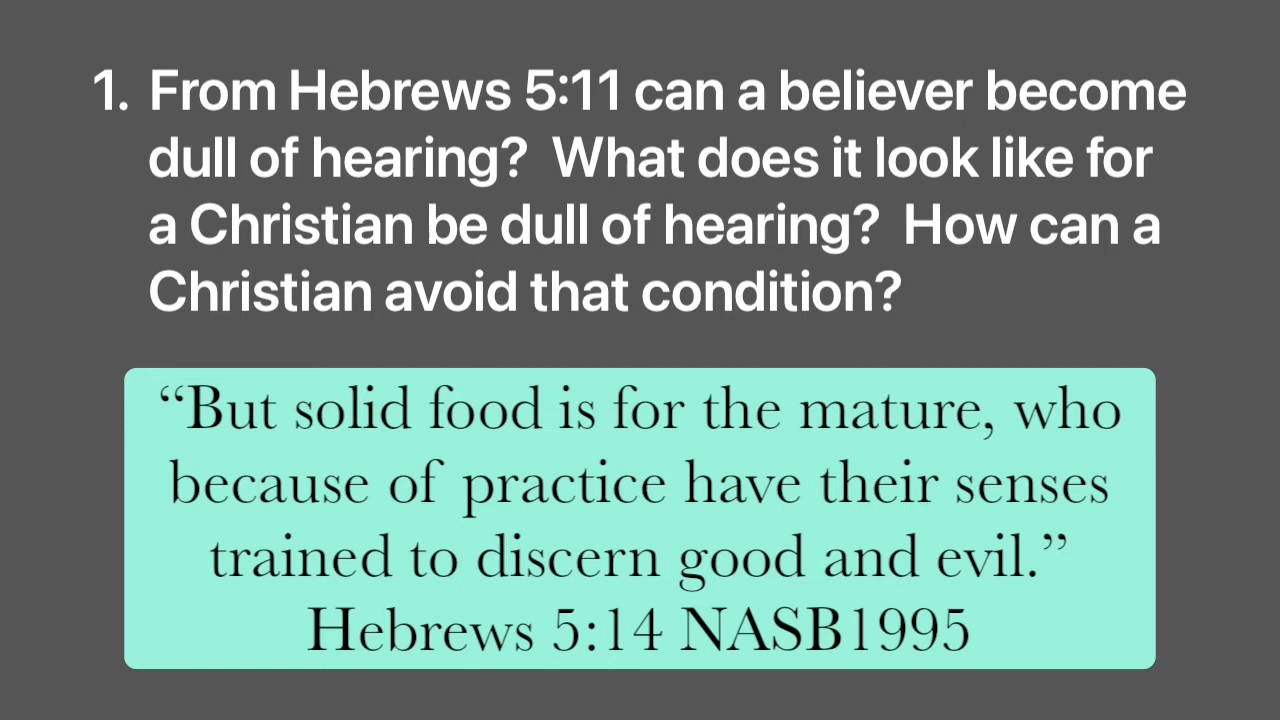 1. From Hebrews 5:11 can a believer become
dull of hearing?  What does it look like for
a Christian be dull of hearing?  How can a
Christian avoid that condition?
“But solid food is for the mature, who
because of practice have their senses
trained to discern good and evil.”
Hebrews 5:14 NASB1995